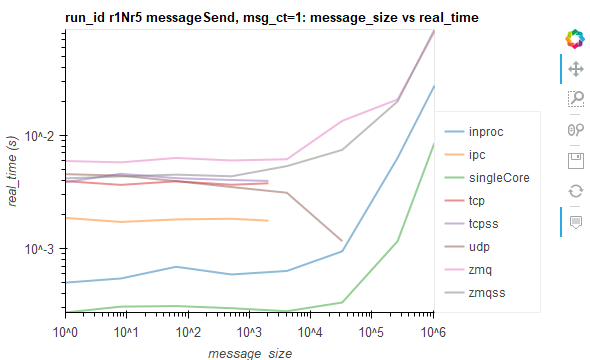 run_id r1Nr5 messageSend, msg_ct=1: message_size vs real_time
real_time (s)
10^-2
10^-3
10^0
10^1
10^2
10^3
10^4
10^5
10^6
message_size
inproc
ipc
singleCore
tcp
tcpss
udp
zmq
zmqss